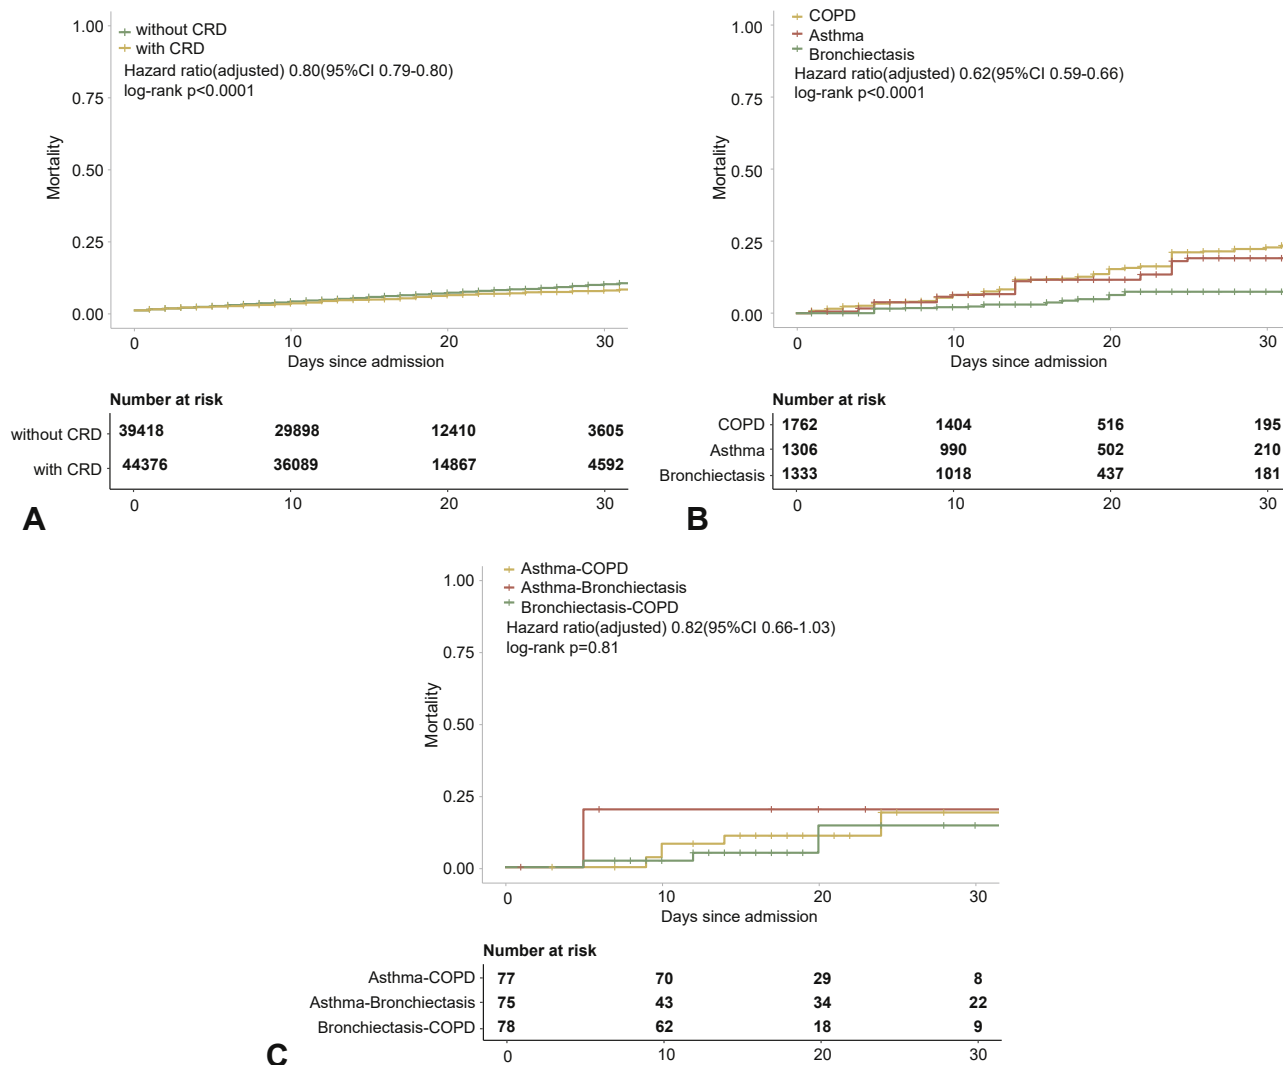 1.00
without CRD
with CRD
Hazard ratio(adjusted) 0.80(95%CI 0.79-0.80)
log-rank p<0.0001
0.75
Mortality
0.50
0.25
0.00
0 10 20 30
Days since admission
Number at risk
without CRD 39418 29898 12410 3605
with CRD 44376 36089 14867 4592
0 10 20 30
A
1.00
COPD
Asthma
Bronchiectasis
Hazard ratio(adjusted) 0.62(95%CI 0.59-0.66)
log-rank p<0.0001
0.75
Mortality
0.50
0.25
0.00
0 10 20 30
Days since admission
Number at risk
COPD 1762 1404 516 195
Asthma 1306 990 502 210
Bronchiectasis 1333 1018 437 181
0 10 20 30
B
1.00
Asthma-COPD
Asthma-Bronchiectasis
Bronchiectasis-COPD
Hazard ratio(adjusted) 0.82(95%CI 0.66-1.03)
log-rank p=0.81
0.75
Mortality
0.50
0.25
0.00
0 10 20 30
Days since admission
Number at risk
Asthma-COPD 77 70 29 8
Asthma-Bronchiectasis 75 43 34 22
Bronchiectasis-COPD 78 62 18 9
0 10 20 30
C